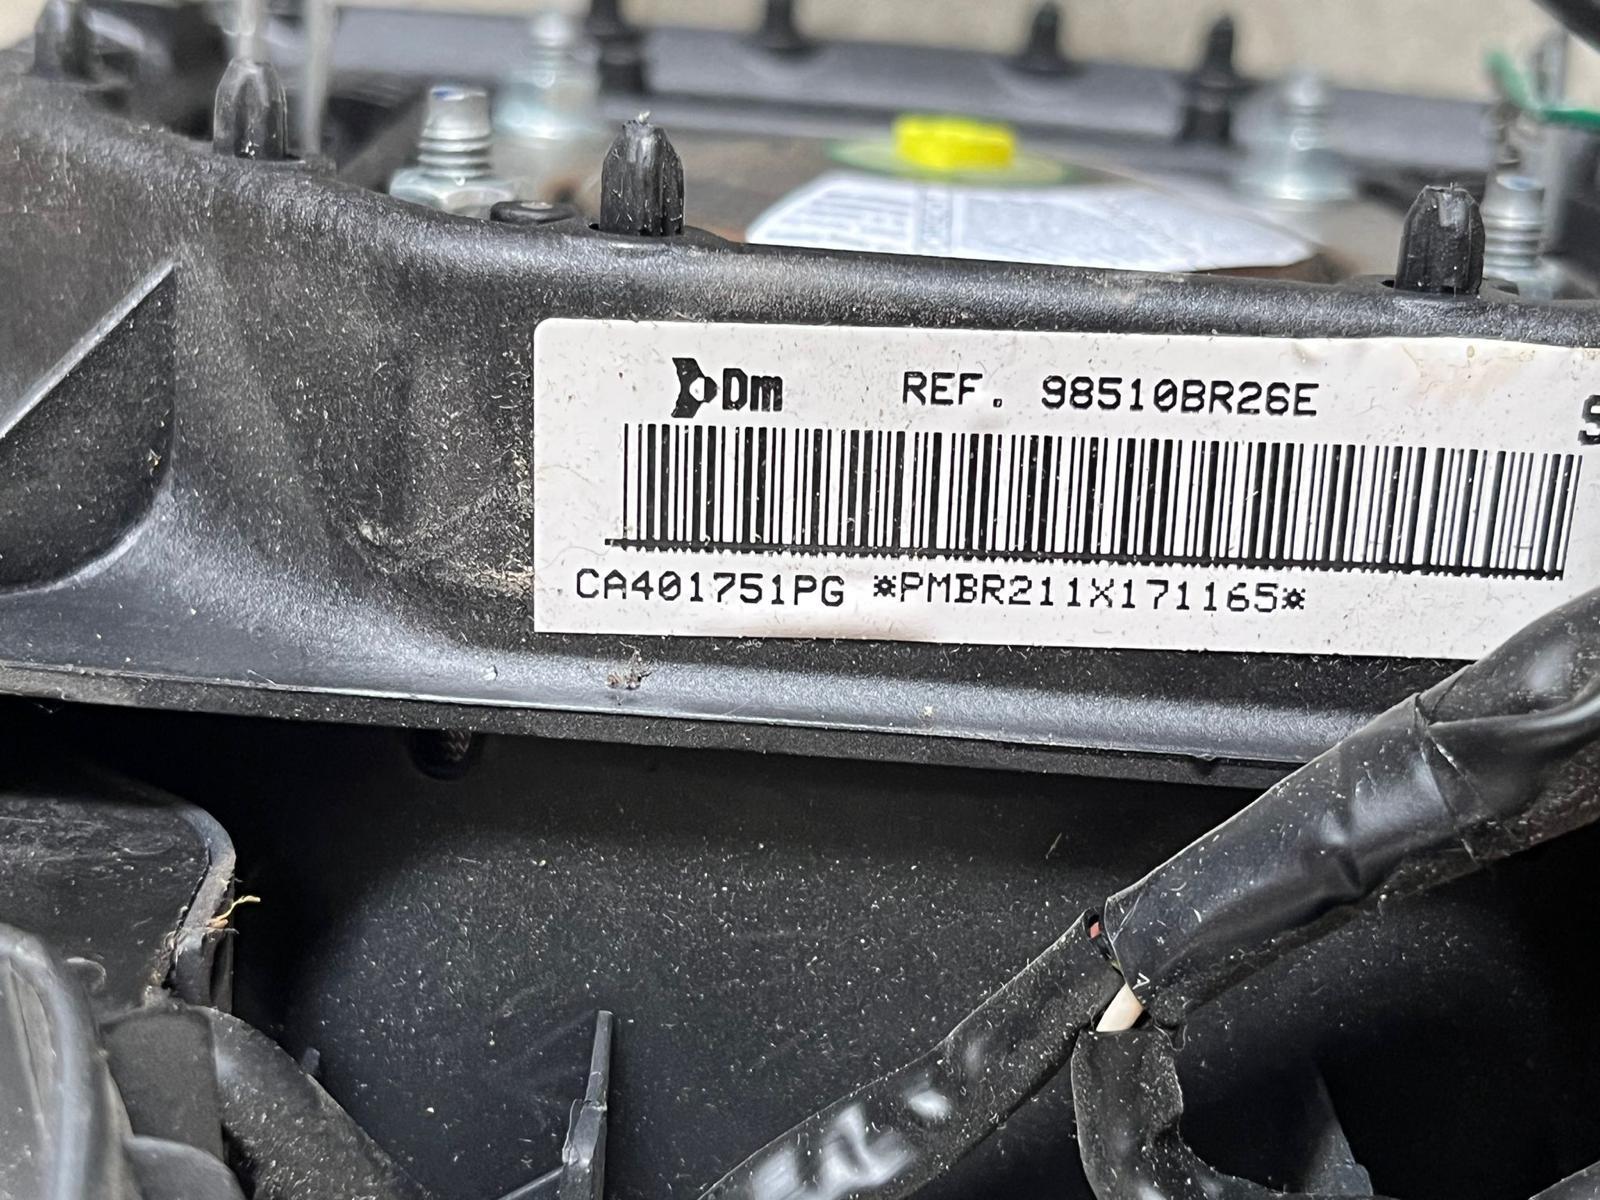 Dm REF. 98510BR26E
CA401751PG *PMBR211X171165*